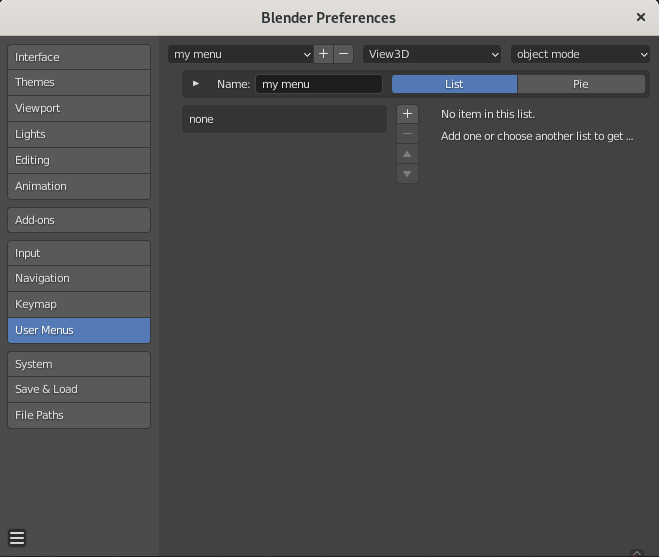 Blender Preferences
Interface
Themes
Viewport
Lights
Editing
Animation
Add-ons
Input
Navigation
Keymap
User Menus
System
Save & Load
File Paths
my menu View3D object mode
Name: my menu List Pie
none
No item in this list.
Add one or choose another list to get ...